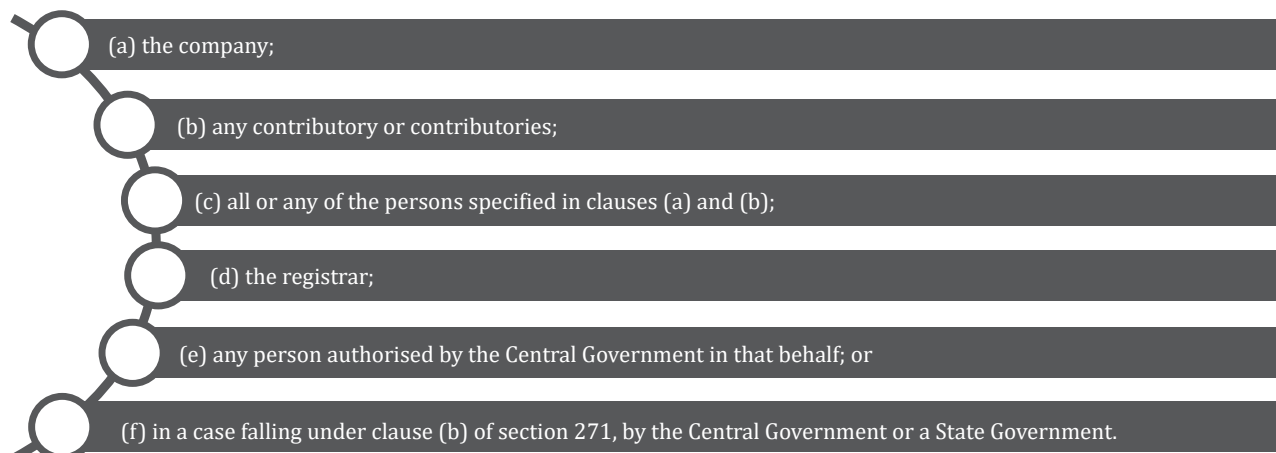 (a) the company;
(b) any contributory or contributories;
(c) all or any of the persons specified in clauses (a) and (b);
(d) the registrar;
(e) any person authorised by the Central Government in that behalf; or
(f) in a case falling under clause (b) of section 271, by the Central Government or a State Government.